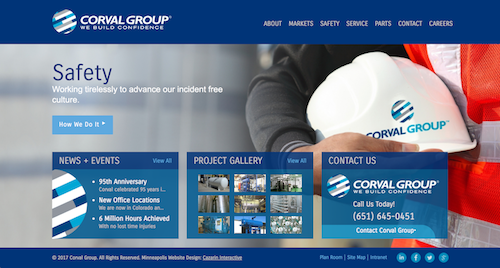 CORVAL GROUP®
WE BUILD CONFIDENCE
ABOUT MARKETS SAFETY SERVICE PARTS CONTACT CAREERS
Safety
Working tirelessly to advance our incident free
culture.
How We Do It
CORVAL GROUP
NEWS + EVENTS View All
95th Anniversary
Corval celebrated 95 years i...
New Office Locations
We are now in Colorado an...
6 Million Hours Achieved
With no lost time injuries
PROJECT GALLERY View All
CONTACT US
CORVAL GROUP®
WE BUILD CONFIDENCE
Call Us Today!
(651) 645-0451
Contact Corval Group
© 2017 Corval Group. All Rights Reserved. Minneapolis Website Design: Cazarin Interactive
Plan Room | Site Map | Intranet